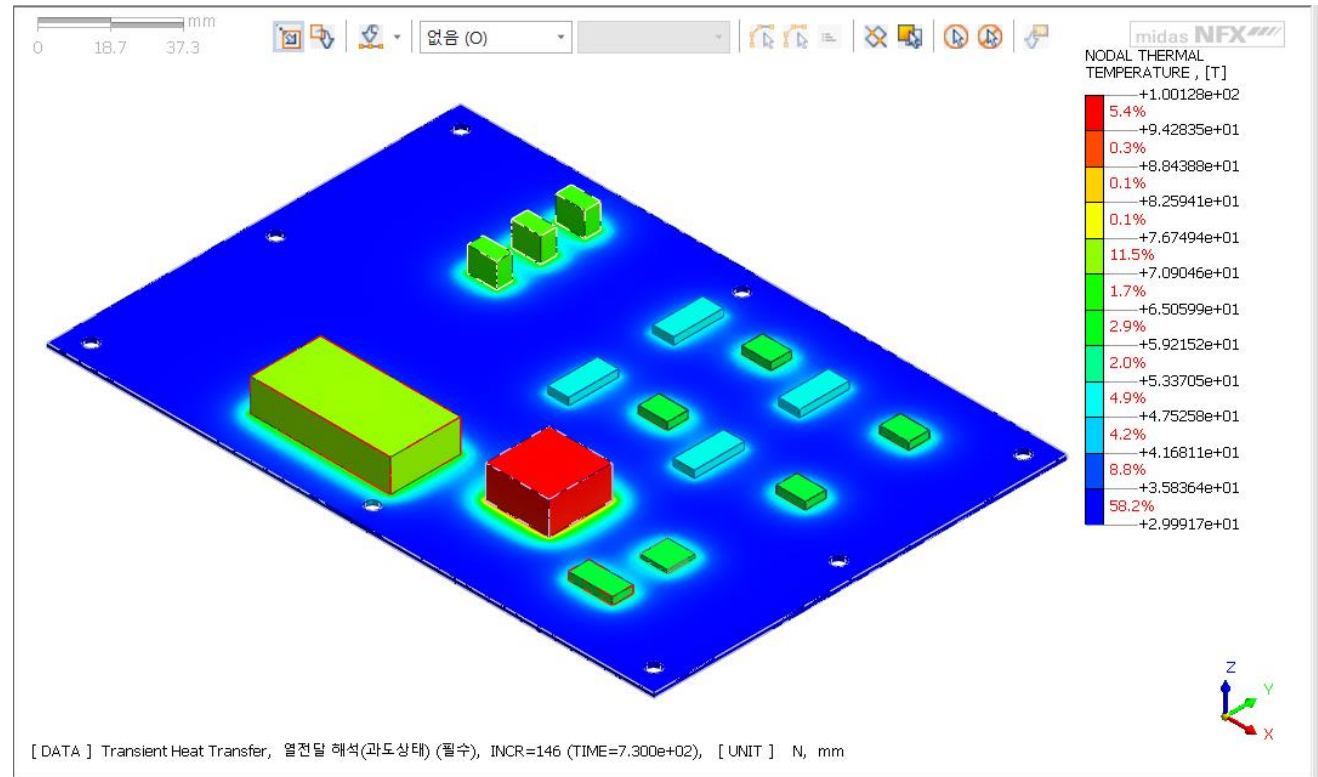 mm
0 18.7 37.3
없음 (O)
midas NFX
NODAL THERMAL
TEMPERATURE , [T]
+1.00128e+02
5.4%
+9.42835e+01
0.3%
+8.84388e+01
0.1%
+8.25941e+01
0.1%
+7.67494e+01
11.5%
+7.09046e+01
1.7%
+6.50599e+01
2.9%
+5.92152e+01
2.0%
+5.33705e+01
4.9%
+4.75258e+01
4.2%
+4.16811e+01
8.8%
+3.58364e+01
58.2%
+2.99917e+01
Z
Y
X
[ DATA ] Transient Heat Transfer, 열전달 해석(과도상태) (필수), INCR=146 (TIME=7.300e+02), [ UNIT ] N, mm